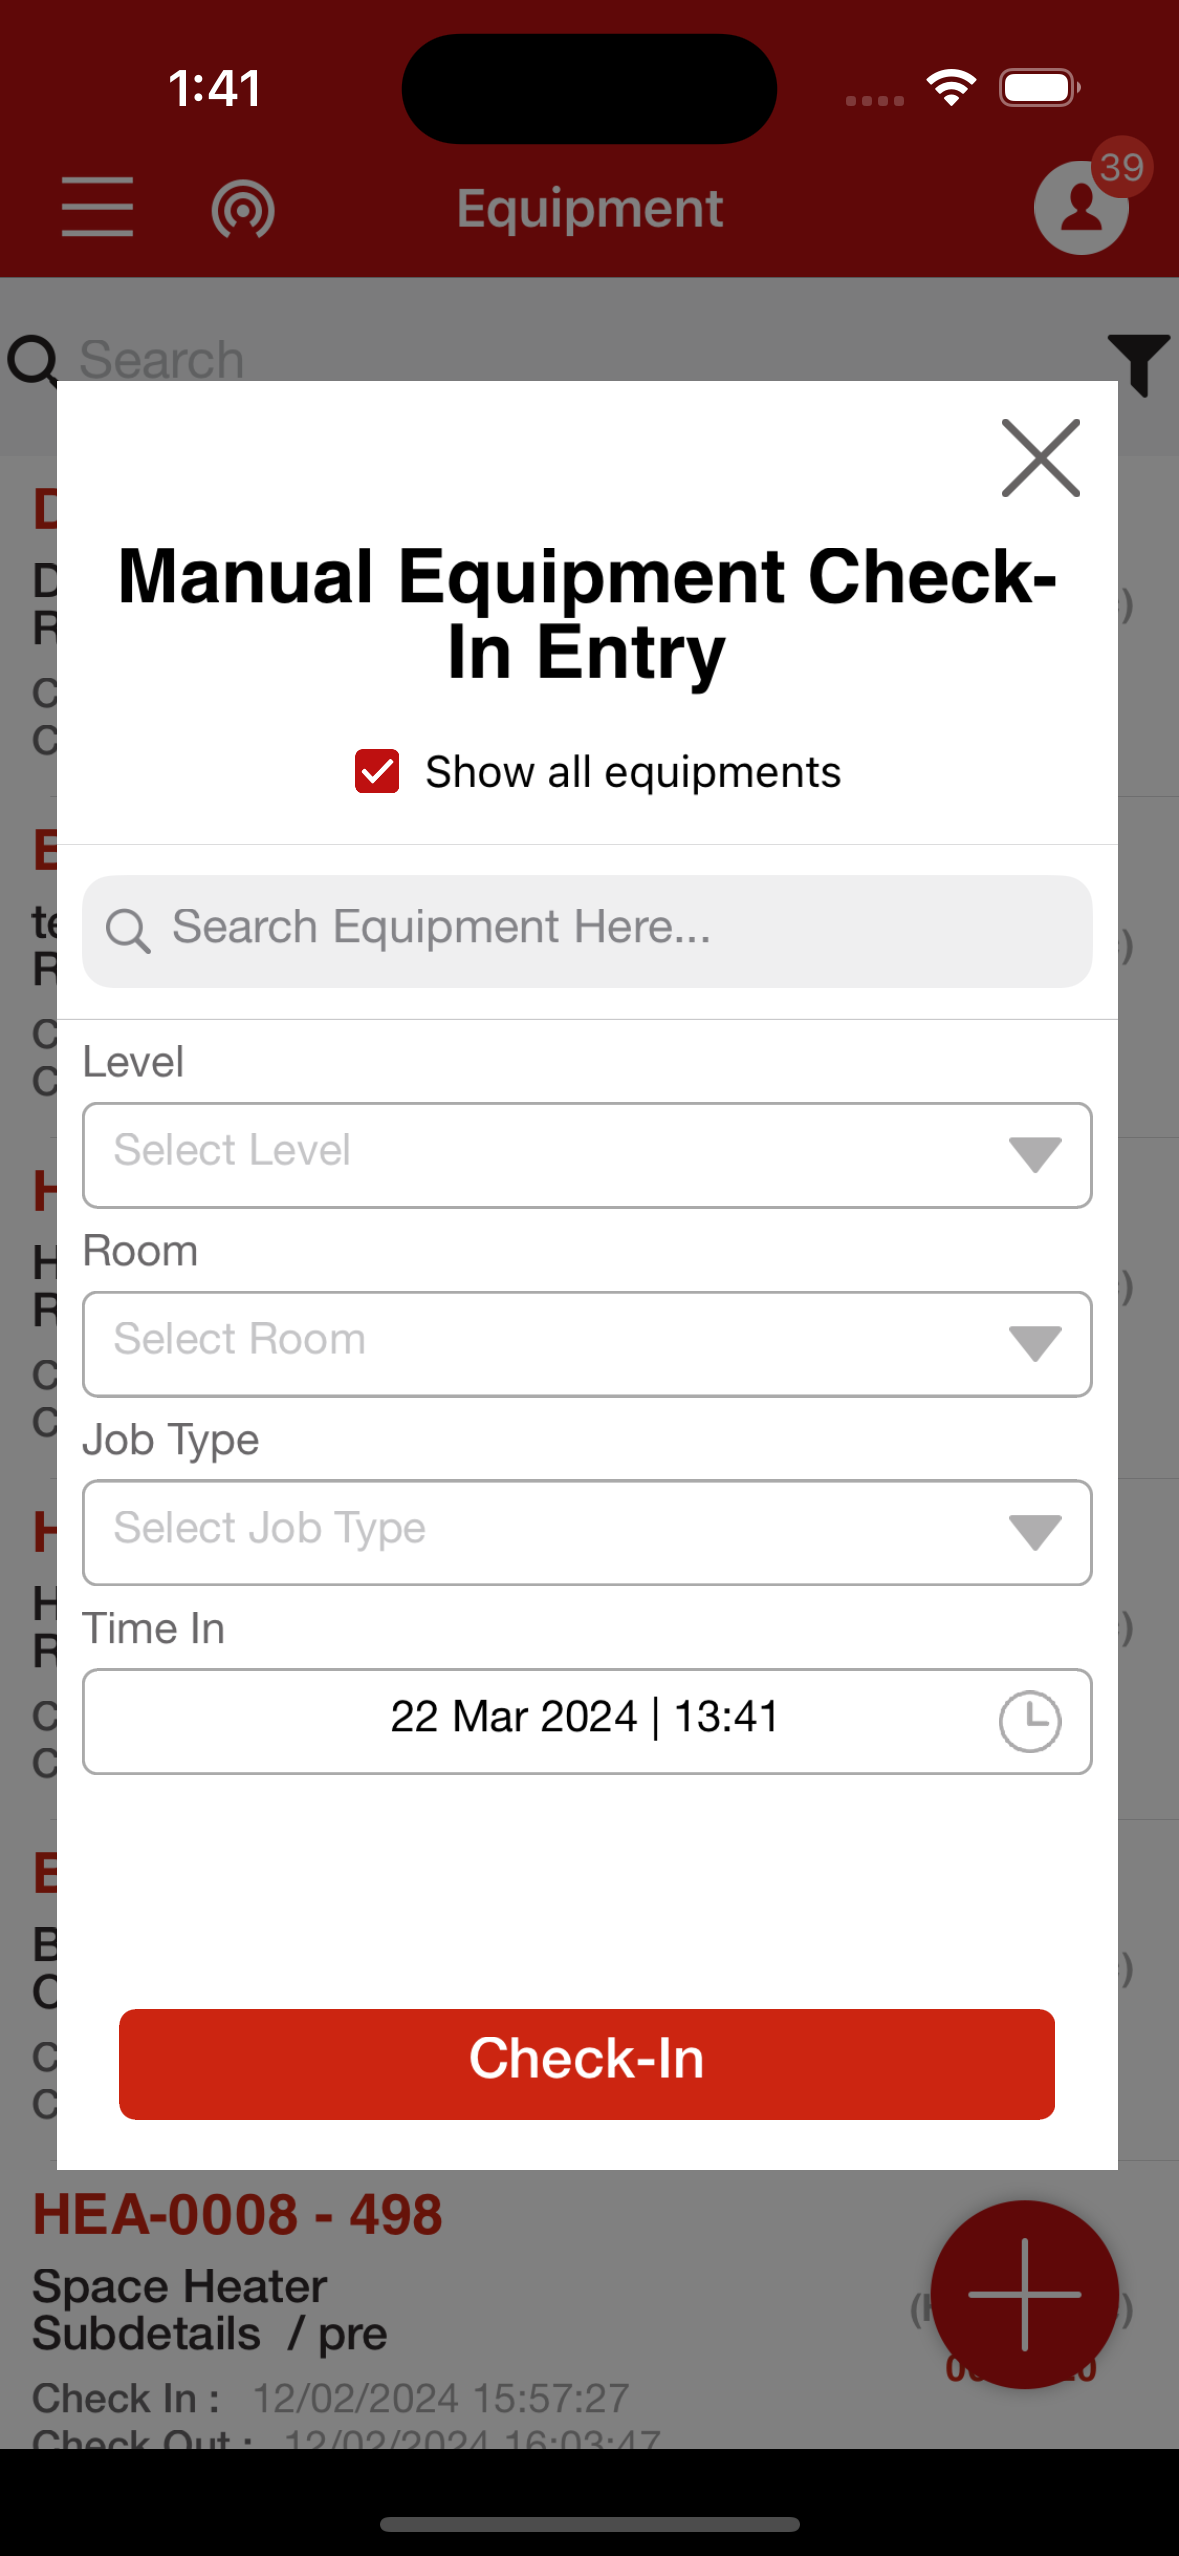 1:41
Equipment
39
Search
Manual Equipment Check-
In Entry
Show all equipments
Search Equipment Here...
Level
Select Level
Room
Select Room
Job Type
Select Job Type
Time In
22 Mar 2024 | 13:41
Check-In
HEA-0008 - 498
Space Heater
Subdetails / pre
Check In : 12/02/2024 15:57:27
Check Out : 12/02/2024 16:03:47